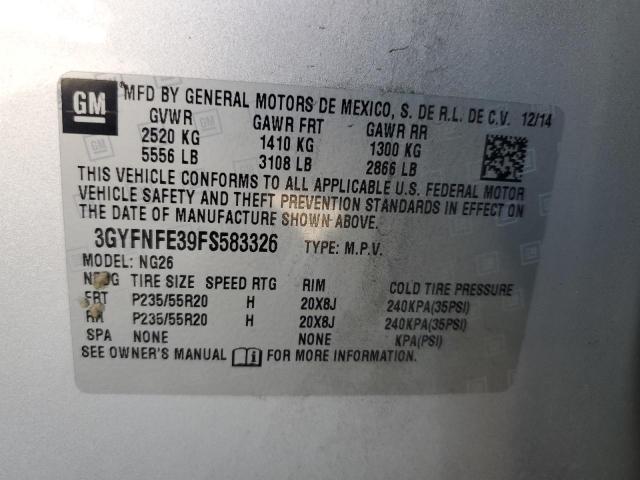 GM
*MFD BY GENERAL MOTORS DE MEXICO, S. DE R.L. DE C.V. 12/14
GVWR GAWR FRT GAWR RR
2520 KG 1410 KG 1300 KG
5556 LB 3108 LB 2866 LB
THIS VEHICLE CONFORMS TO ALL APPLICABLE U.S. FEDERAL MOTOR
VEHICLE SAFETY AND THEFT PREVENTION STANDARDS IN EFFECT ON
THE DATE OF MANUFACTURE SHOWN ABOVE.
3GYFNFE39FS583326 TYPE: M.P.V.
MODEL: NG26
TIRE SIZE SPEED RTG RIM COLD TIRE PRESSURE
FRT P235/55R20 H 20X8J 240KPA(35PSI)
RR P235/55R20 H 20X8J 240KPA(35PSI)
SPA NONE NONE KPA(PSI)
SEE OWNER'S MANUAL FOR MORE INFORMATION.